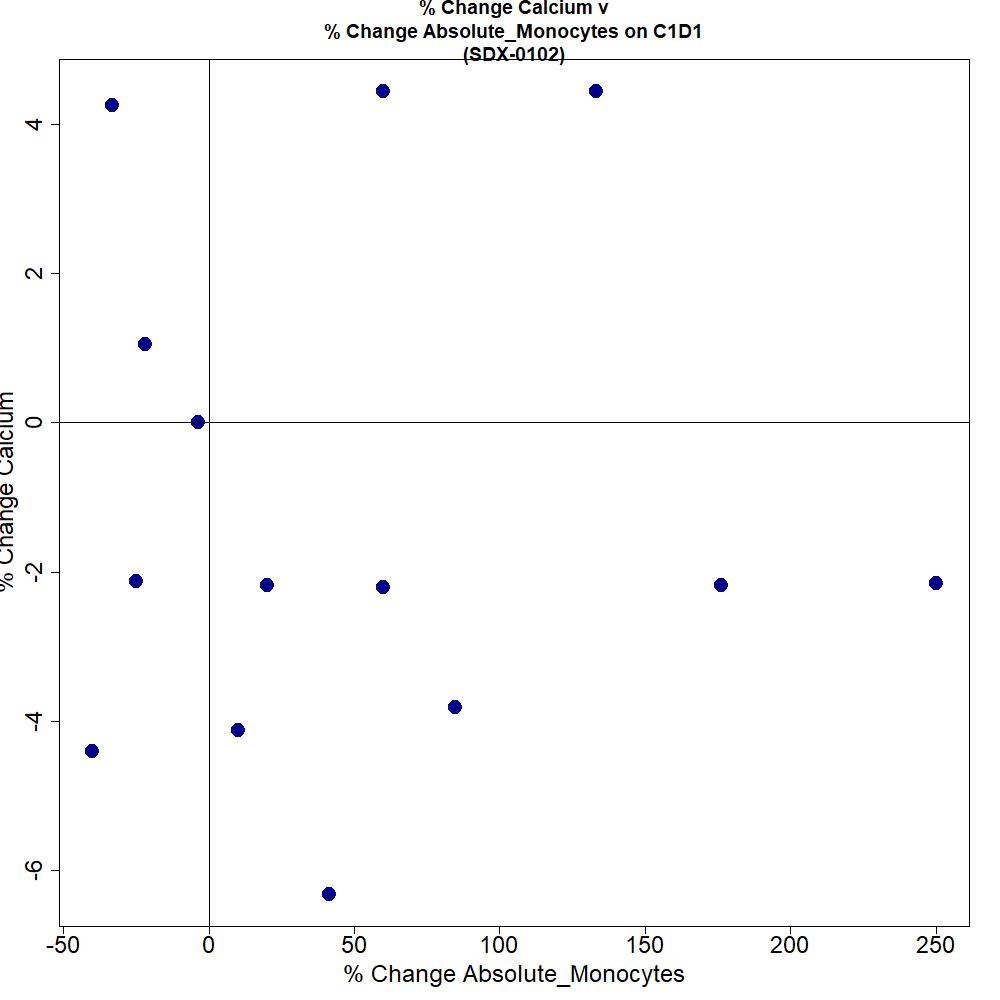 % Change Calcium v
% Change Absolute_Monocytes on C1D1
(SDX-0102)
4
2
0
-2
-4
-6
% Change Calcium
-50 0 50 100 150 200 250
% Change Absolute_Monocytes